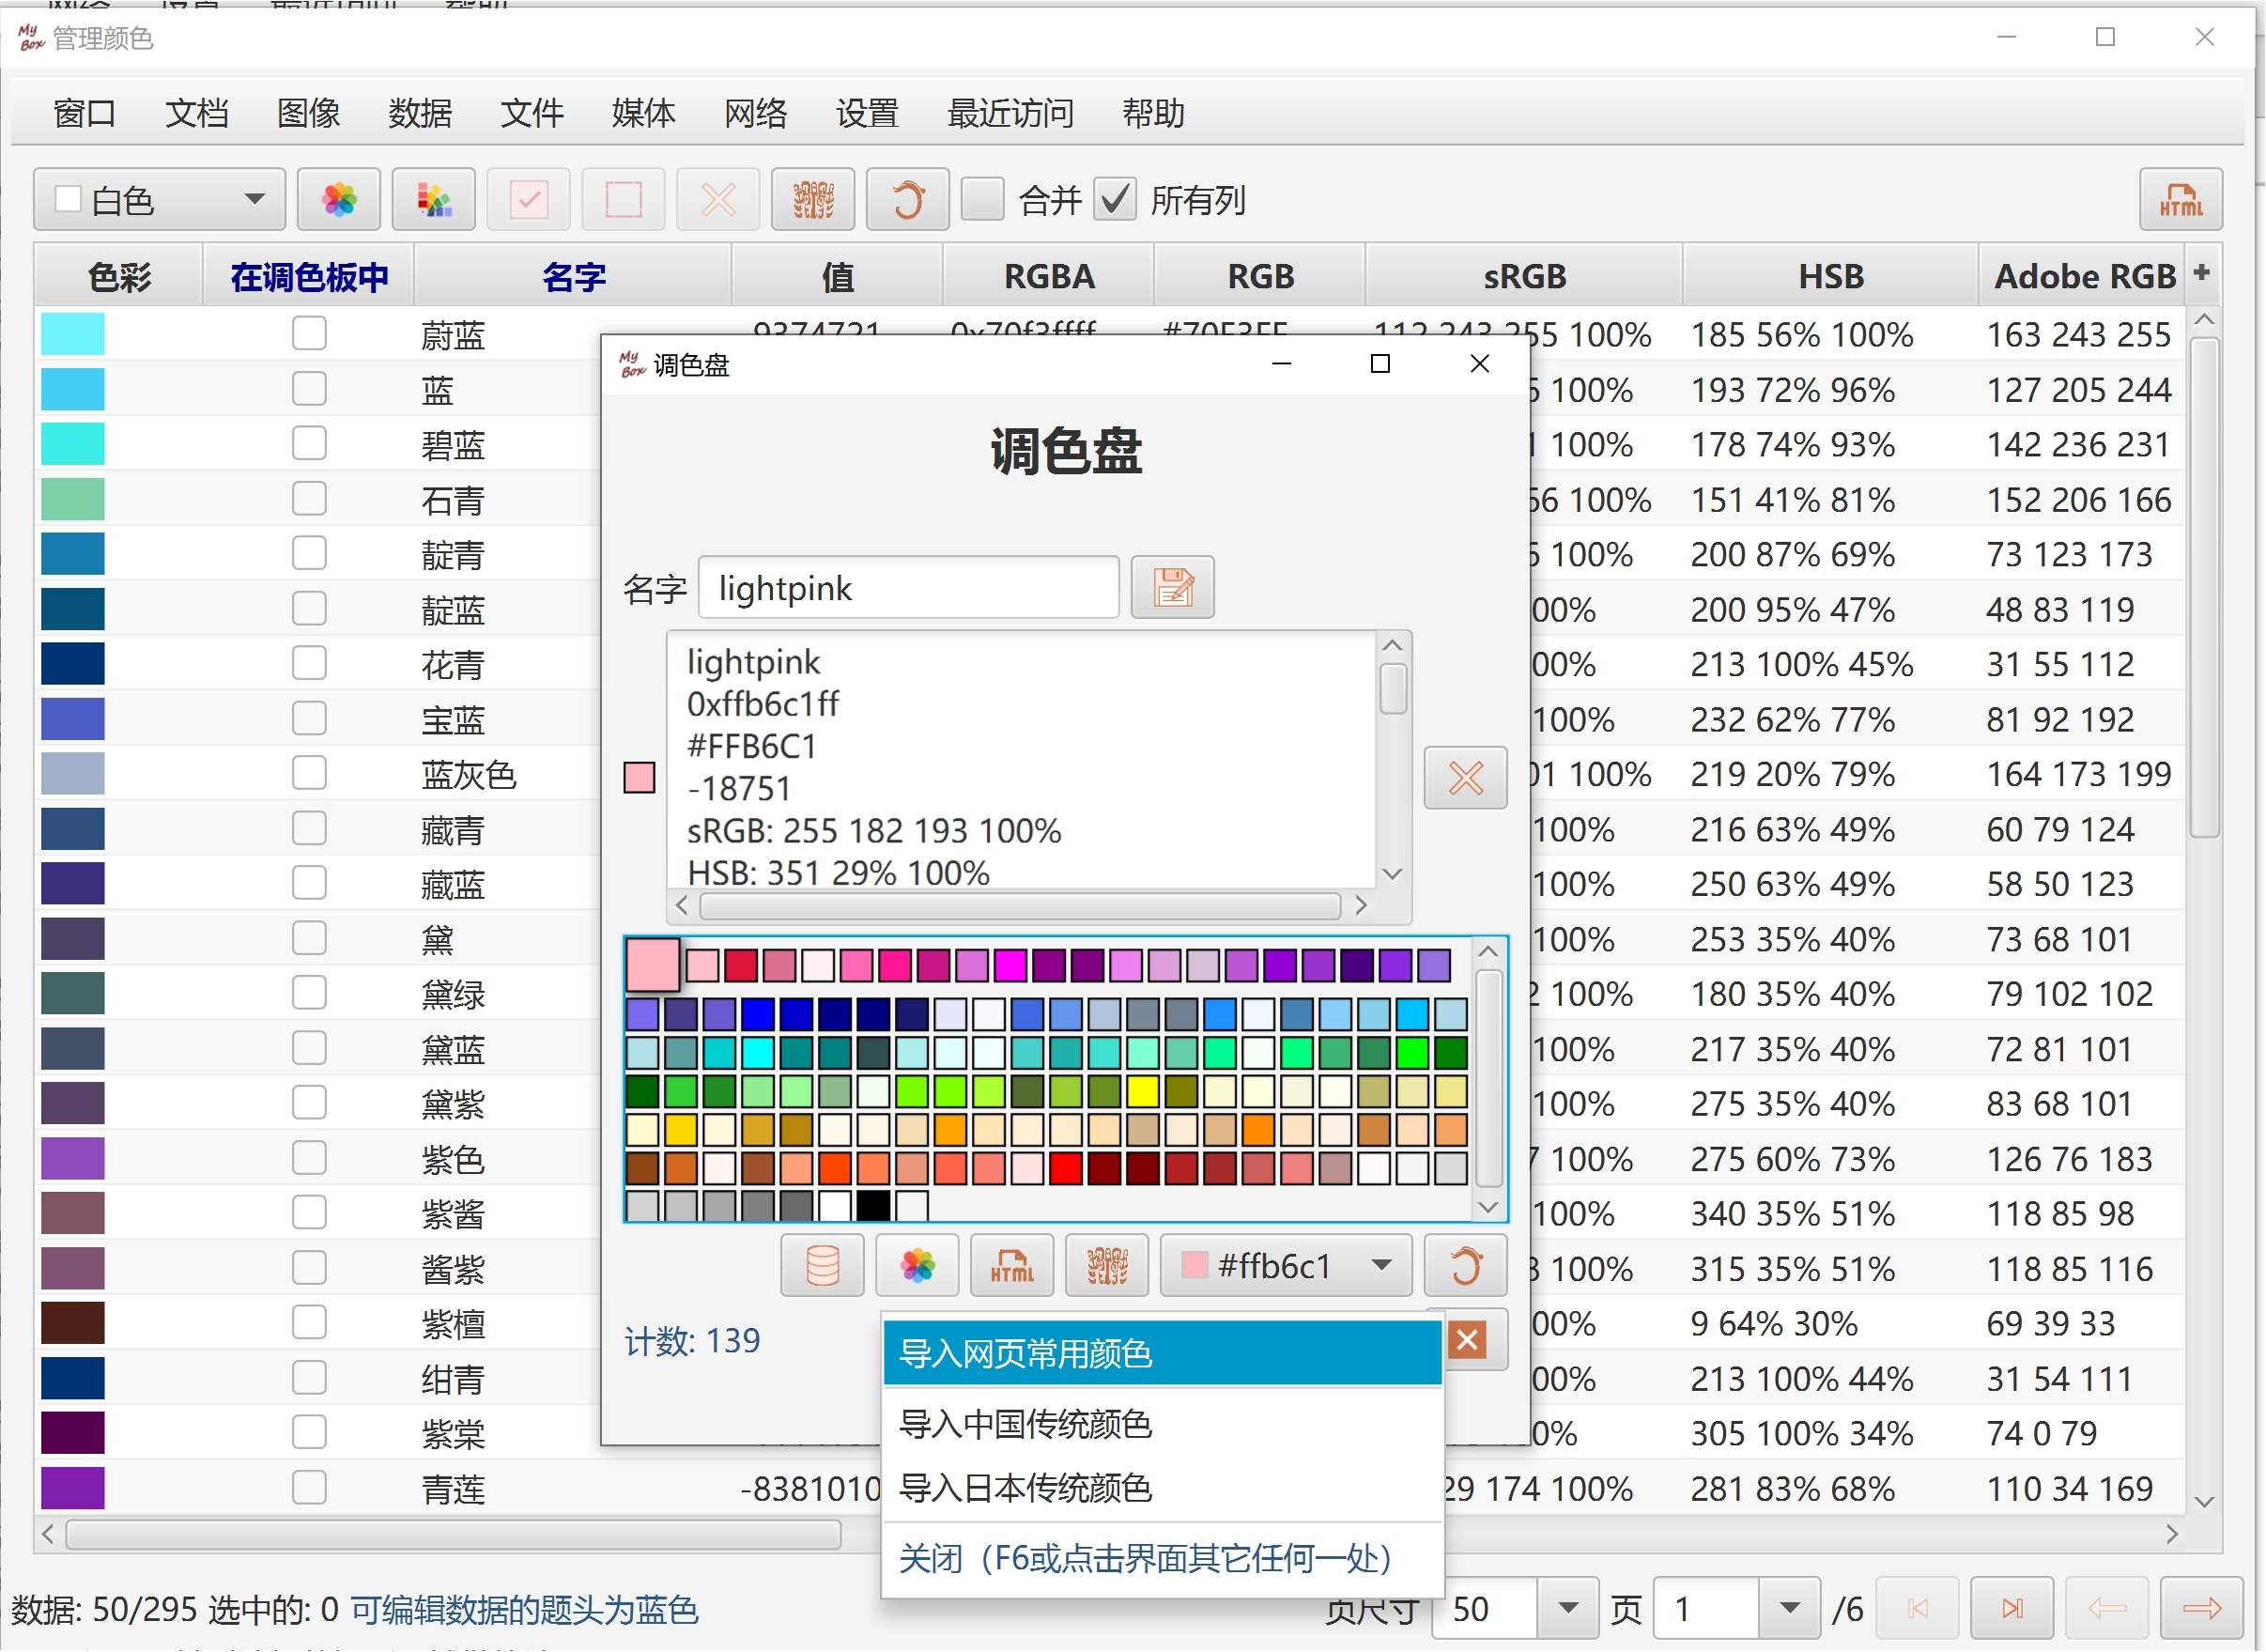 My Box 管理颜色
窗口 文档 图像 数据 文件 媒体 网络 设置 最近访问 帮助
白色 合并 所有列 HTML
色彩 在调色板中 名字 值 RGBA RGB sRGB HSB Adobe RGB +
蔚蓝 -9374721 0x70f3ffff #70F3FF 112 243 255 100% 185 56% 100% 163 243 255
蓝 100% 193 72% 96% 127 205 244
碧蓝 100% 178 74% 93% 142 236 231
石青 100% 151 41% 81% 152 206 166
靛青 100% 200 87% 69% 73 123 173
靛蓝 200 95% 47% 48 83 119
花青 213 100% 45% 31 55 112
宝蓝 100% 232 62% 77% 81 92 192
蓝灰色 100% 219 20% 79% 164 173 199
藏青 100% 216 63% 49% 60 79 124
藏蓝 100% 250 63% 49% 58 50 123
黛 100% 253 35% 40% 73 68 101
黛绿 100% 180 35% 40% 79 102 102
黛蓝 100% 217 35% 40% 72 81 101
黛紫 100% 275 35% 40% 83 68 101
紫色 100% 275 60% 73% 126 76 183
紫酱 100% 340 35% 51% 118 85 98
酱紫 100% 315 35% 51% 118 85 116
紫檀 9 64% 30% 69 39 33
绀青 213 100% 44% 31 54 111
紫棠 305 100% 34% 74 0 79
青莲 -8381010 29 174 100% 281 83% 68% 110 34 169
My Box 调色盘
调色盘
名字 lightpink
lightpink
0xffb6c1ff
#FFB6C1
-18751
sRGB: 255 182 193 100%
HSB: 351 29% 100%
HTML #ffb6c1
计数: 139
导入网页常用颜色
导入中国传统颜色
导入日本传统颜色
关闭（F6或点击界面其它任何一处）
数据: 50/295 选中的: 0 可编辑数据的题头为蓝色 页尺寸 50 页 1 /6